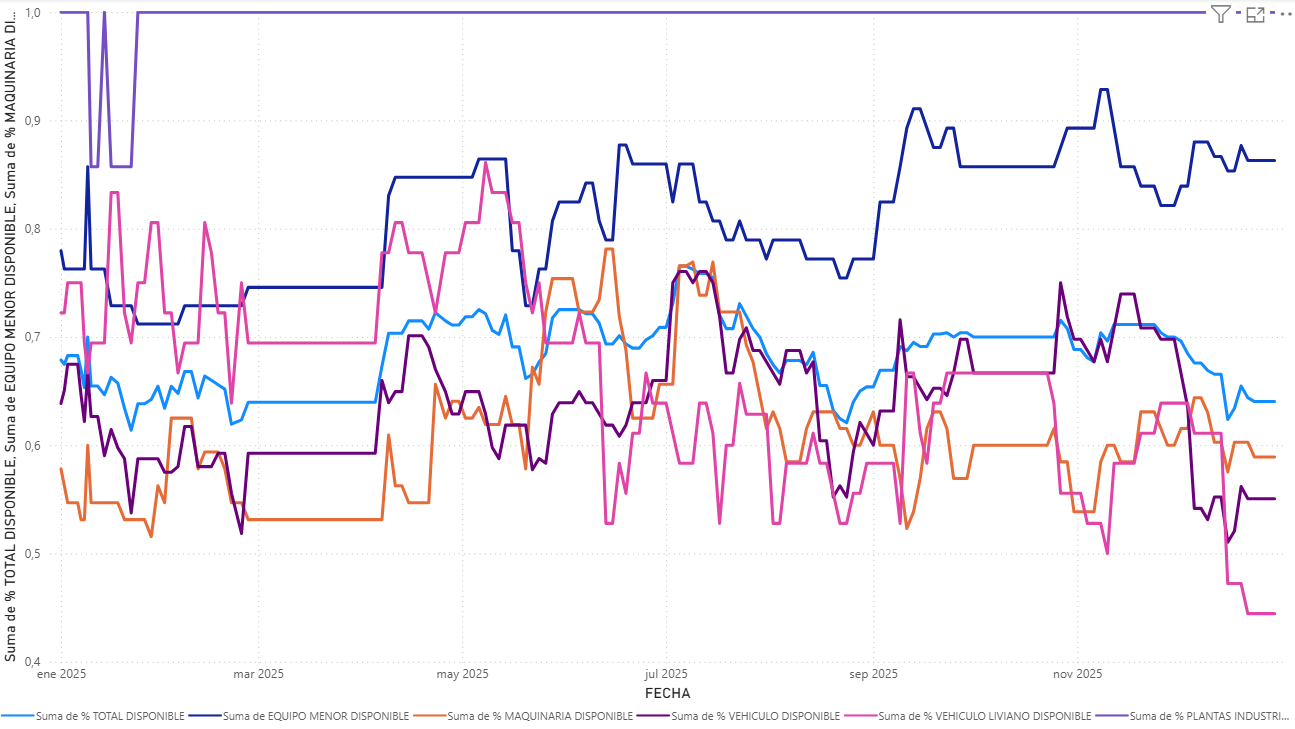 Suma de % TOTAL DISPONIBLE, Suma de EQUIPO MENOR DISPONIBLE, Suma de % MAQUINARIA DI...
1,0
0,9
0,8
0,7
0,6
0,5
0,4
ene 2025 mar 2025 may 2025 jul 2025 sep 2025 nov 2025
FECHA
Suma de % TOTAL DISPONIBLE Suma de EQUIPO MENOR DISPONIBLE Suma de % MAQUINARIA DISPONIBLE Suma de % VEHICULO DISPONIBLE Suma de % VEHICULO LIVIANO DISPONIBLE Suma de % PLANTAS INDUSTRI...